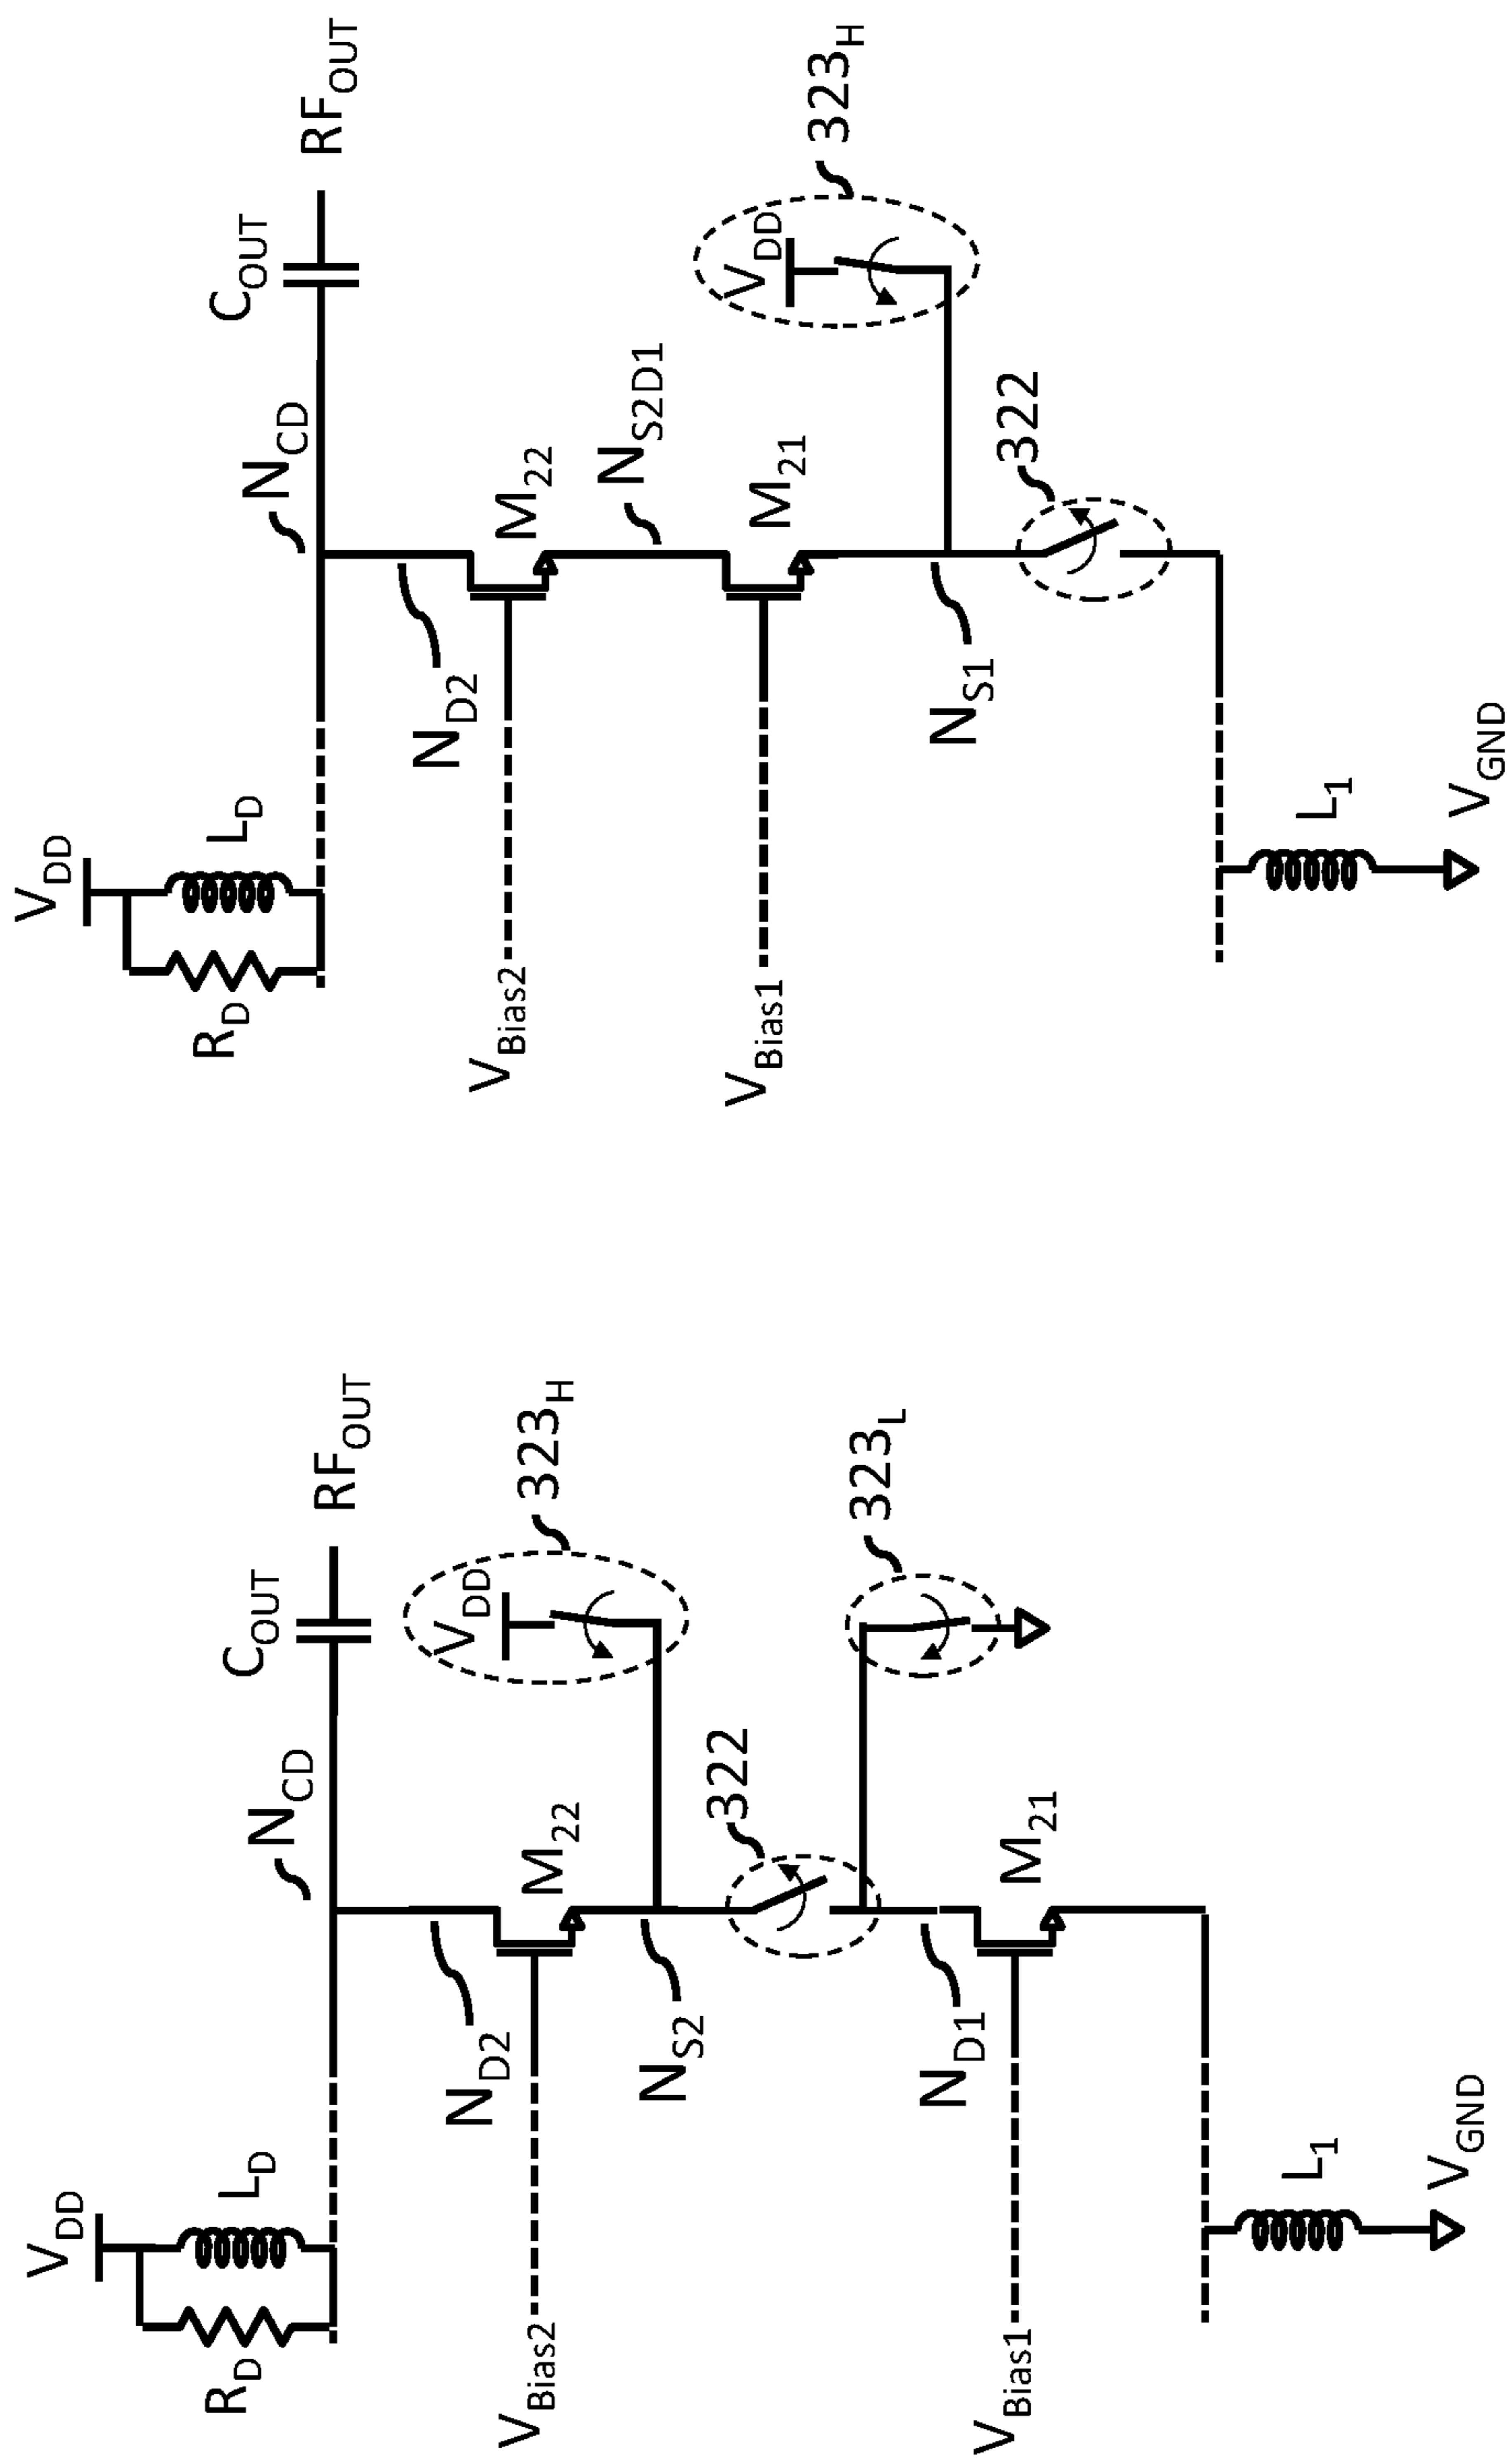 V_DD
R_D
L_D
N_CD
C_OUT
RF_OUT
N_D2
V_Bias2
M_22
V_DD
323_H
N_S2
322
323_L
N_D1
V_Bias1
M_21
L_1
V_GND
V_DD
R_D
L_D
N_CD
C_OUT
RF_OUT
N_D2
V_Bias2
M_22
N_S2D1
V_Bias1
M_21
V_DD
323_H
N_S1
322
L_1
V_GND